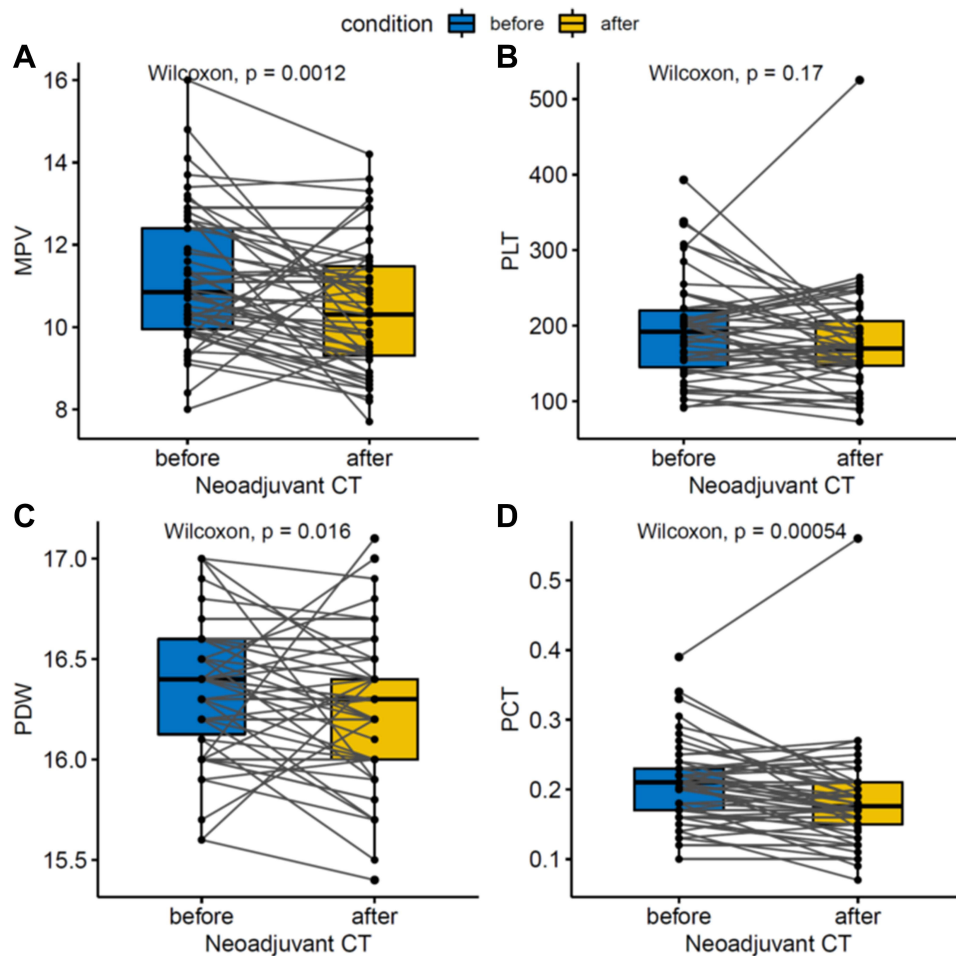 condition before after
A
Wilcoxon, p = 0.0012
MPV
16
14
12
10
8
before after
Neoadjuvant CT
B
Wilcoxon, p = 0.17
PLT
500
400
300
200
100
before after
Neoadjuvant CT
C
Wilcoxon, p = 0.016
PDW
17.0
16.5
16.0
15.5
before after
Neoadjuvant CT
D
Wilcoxon, p = 0.00054
PCT
0.5
0.4
0.3
0.2
0.1
before after
Neoadjuvant CT